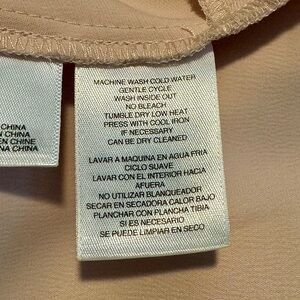 CHINA
N CHINA
EN CHINE
A CHINA
MACHINE WASH COLD WATER
GENTLE CYCLE
WASH INSIDE OUT
NO BLEACH
TUMBLE DRY LOW HEAT
PRESS WITH COOL IRON
IF NECESSARY
CAN BE DRY CLEANED
LAVAR A MAQUINA EN AGUA FRIA
CICLO SUAVE
LAVAR CON EL INTERIOR HACIA
AFUERA
NO UTILIZAR BLANQUEADOR
SECAR EN SECADORA CALOR BAJO
PLANCHAR CON PLANCHA TIBIA
SI ES NECESARIO
SE PUEDE LIMPIAR EN SECO